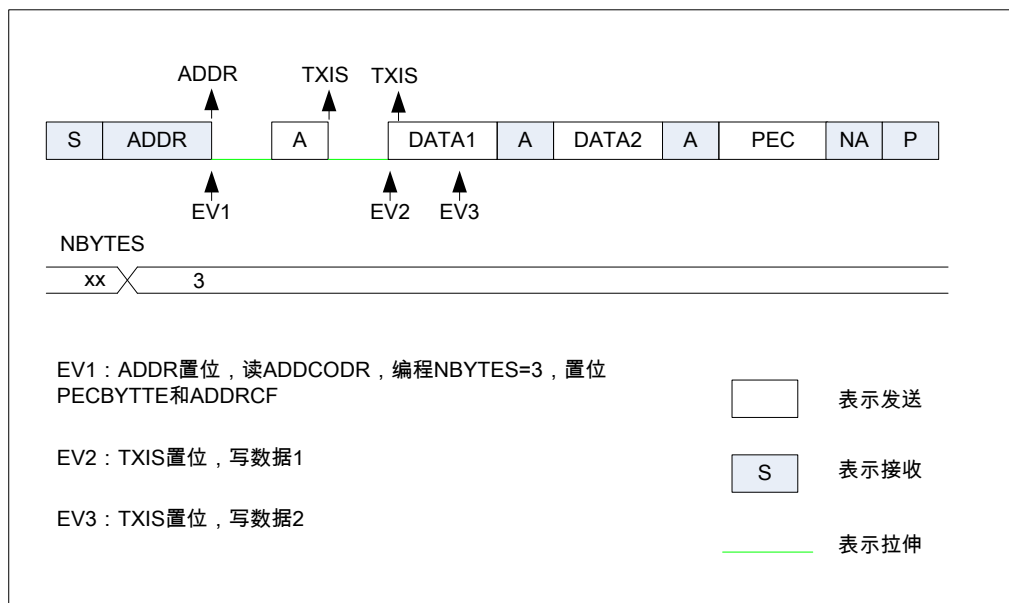 ADDR TXIS TXIS
S ADDR A DATA1 A DATA2 A PEC NA P
EV1 EV2 EV3
NBYTES
xx 3
EV1：ADDR置位，读ADDCODR，编程NBYTES=3，置位
PECBYTTE和ADDRCF
表示发送
EV2：TXIS置位，写数据1
S 表示接收
EV3：TXIS置位，写数据2
表示拉伸